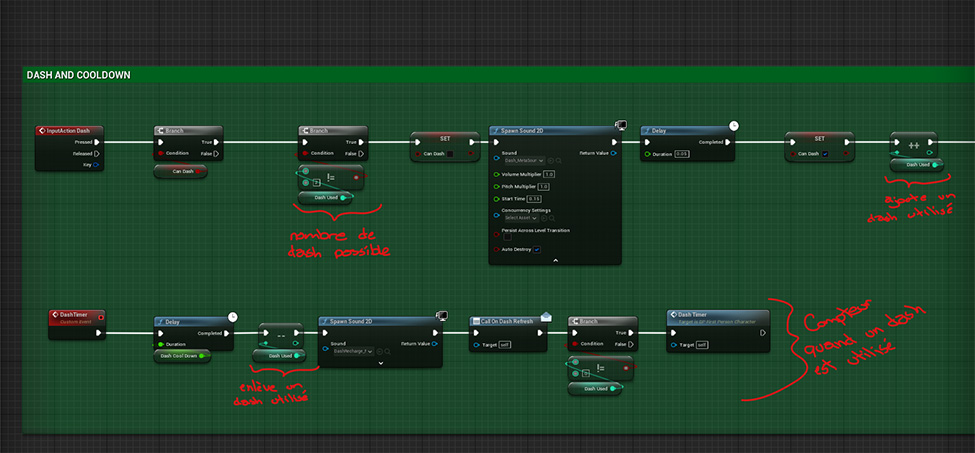 DASH AND COOLDOWN
InputAction Dash
Pressed
Released
Key
Branch
Condition
True
False
Can Dash
Branch
Condition
True
False
!=
Dash Used
nombre de
dash possible
SET
Can Dash
Spawn Sound 2D
Sound
Return Value
Volume Multiplier 1.0
Pitch Multiplier 1.0
Start Time 0.15
Concurrency Settings
Select Asset
Persist Across Level Transition
Auto Destroy
Delay
Completed
Duration 0.05
SET
Can Dash
++
Dash Used
ajoute un
dash utilisé
DashTimer
Custom Event
Delay
Completed
Duration
Dash Cool Down
--
Dash Used
enlève un
dash utilisé
Spawn Sound 2D
Sound
Return Value
Call On Dash Refresh
Target self
Branch
Condition
True
False
!=
Dash Used
Dash Timer
Target is
First Person Character
Target self
Compteur
quand un dash
est utilisé